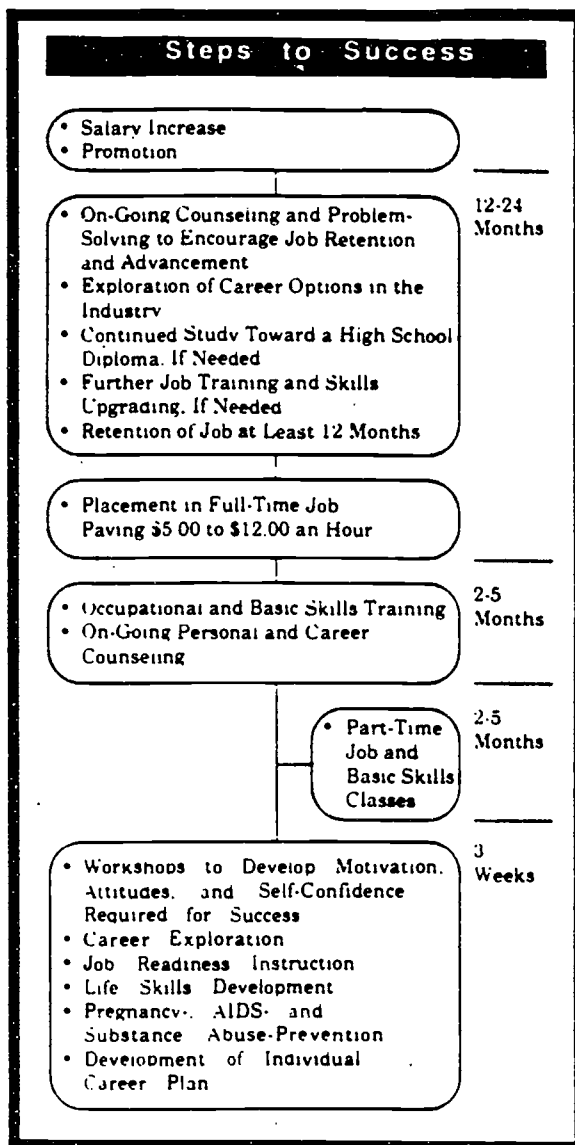 Steps to Success
• Salary Increase
• Promotion
12-24
Months
• On-Going Counseling and Problem-
Solving to Encourage Job Retention
and Advancement
• Exploration of Career Options in the
Industry
• Continued Study Toward a High School
Diploma. If Needed
• Further Job Training and Skills
Upgrading, If Needed
• Retention of Job at Least 12 Months
• Placement in Full-Time Job
Paying $5.00 to $12.00 an Hour
2-5
Months
• Occupational and Basic Skills Training
• On-Going Personal and Career
Counseling
2-5
Months
• Part-Time
Job and
Basic Skills
Classes
3
Weeks
• Workshops to Develop Motivation,
Attitudes, and Self-Confidence
Required for Success
• Career Exploration
• Job Readiness Instruction
• Life Skills Development
• Pregnancy-, AIDS- and
Substance Abuse-Prevention
• Development of Individual
Career Plan